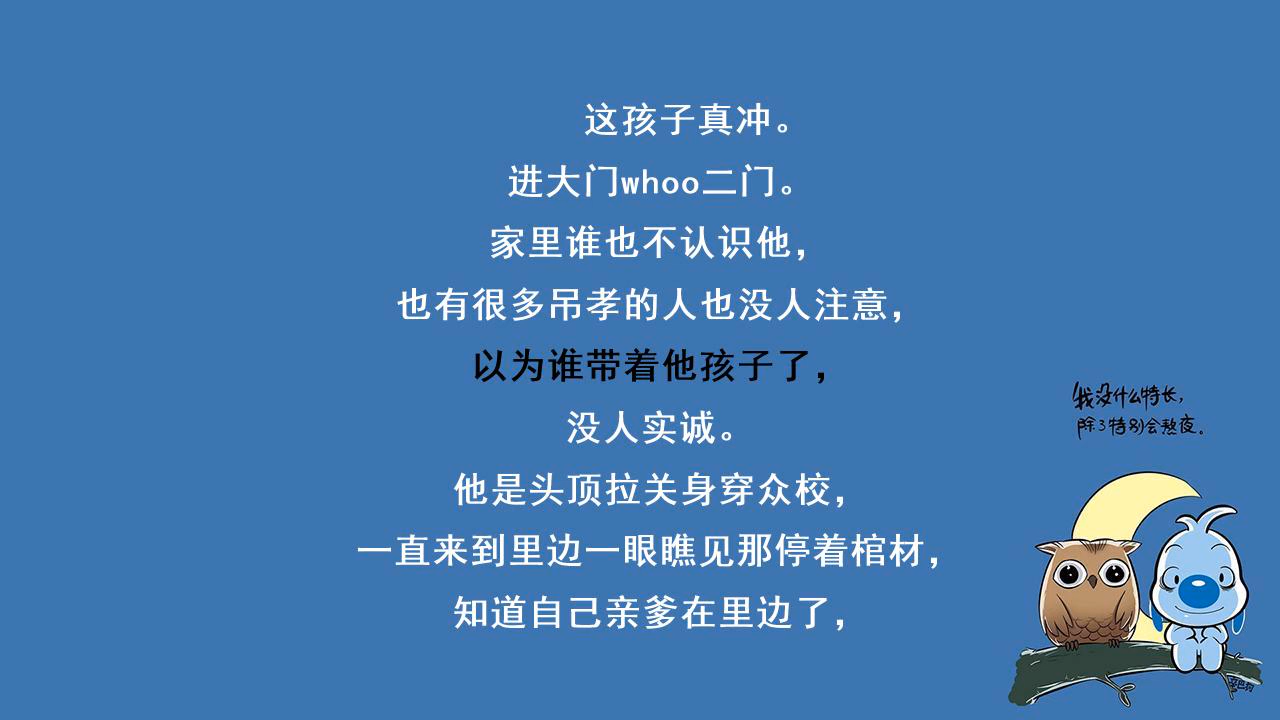 这孩子真冲。
进大门whoo二门。
家里谁也不认识他，
也有很多吊孝的人也没人注意，
以为谁带着他孩子了，
没人实诚。
他是头顶拉关身穿众校，
一直来到里边一眼瞧见那停着棺材，
知道自己亲爹在里边了，
我没什么特长，
除了特别会熬夜。